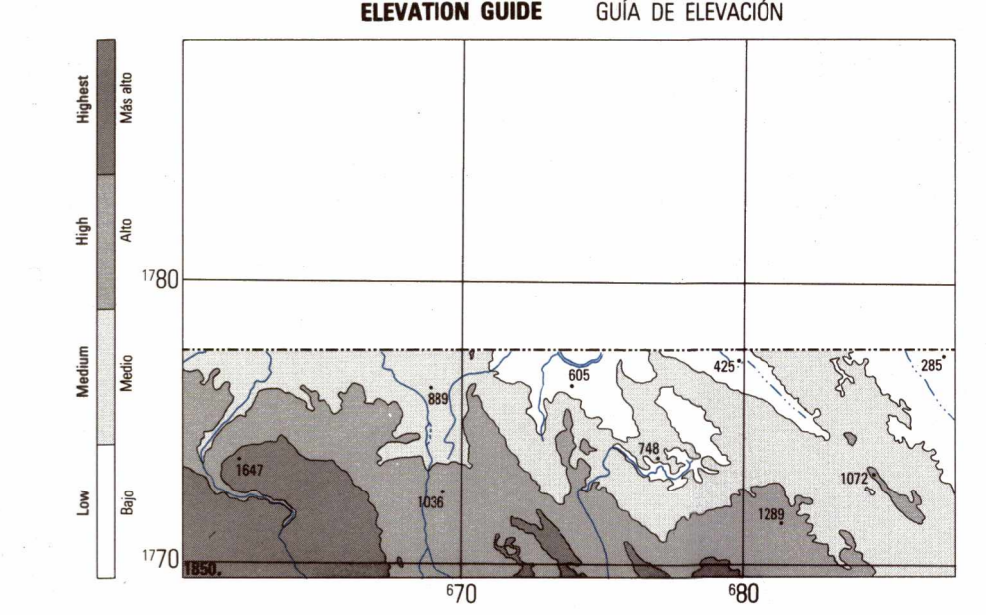 ELEVATION GUIDE GUÍA DE ELEVACIÓN
Highest Más alto
High Alto
Medium Medio
Low Bajo
1780
1770
605
425
285
889
748
1647
1072
1036
1289
1850.
670
680